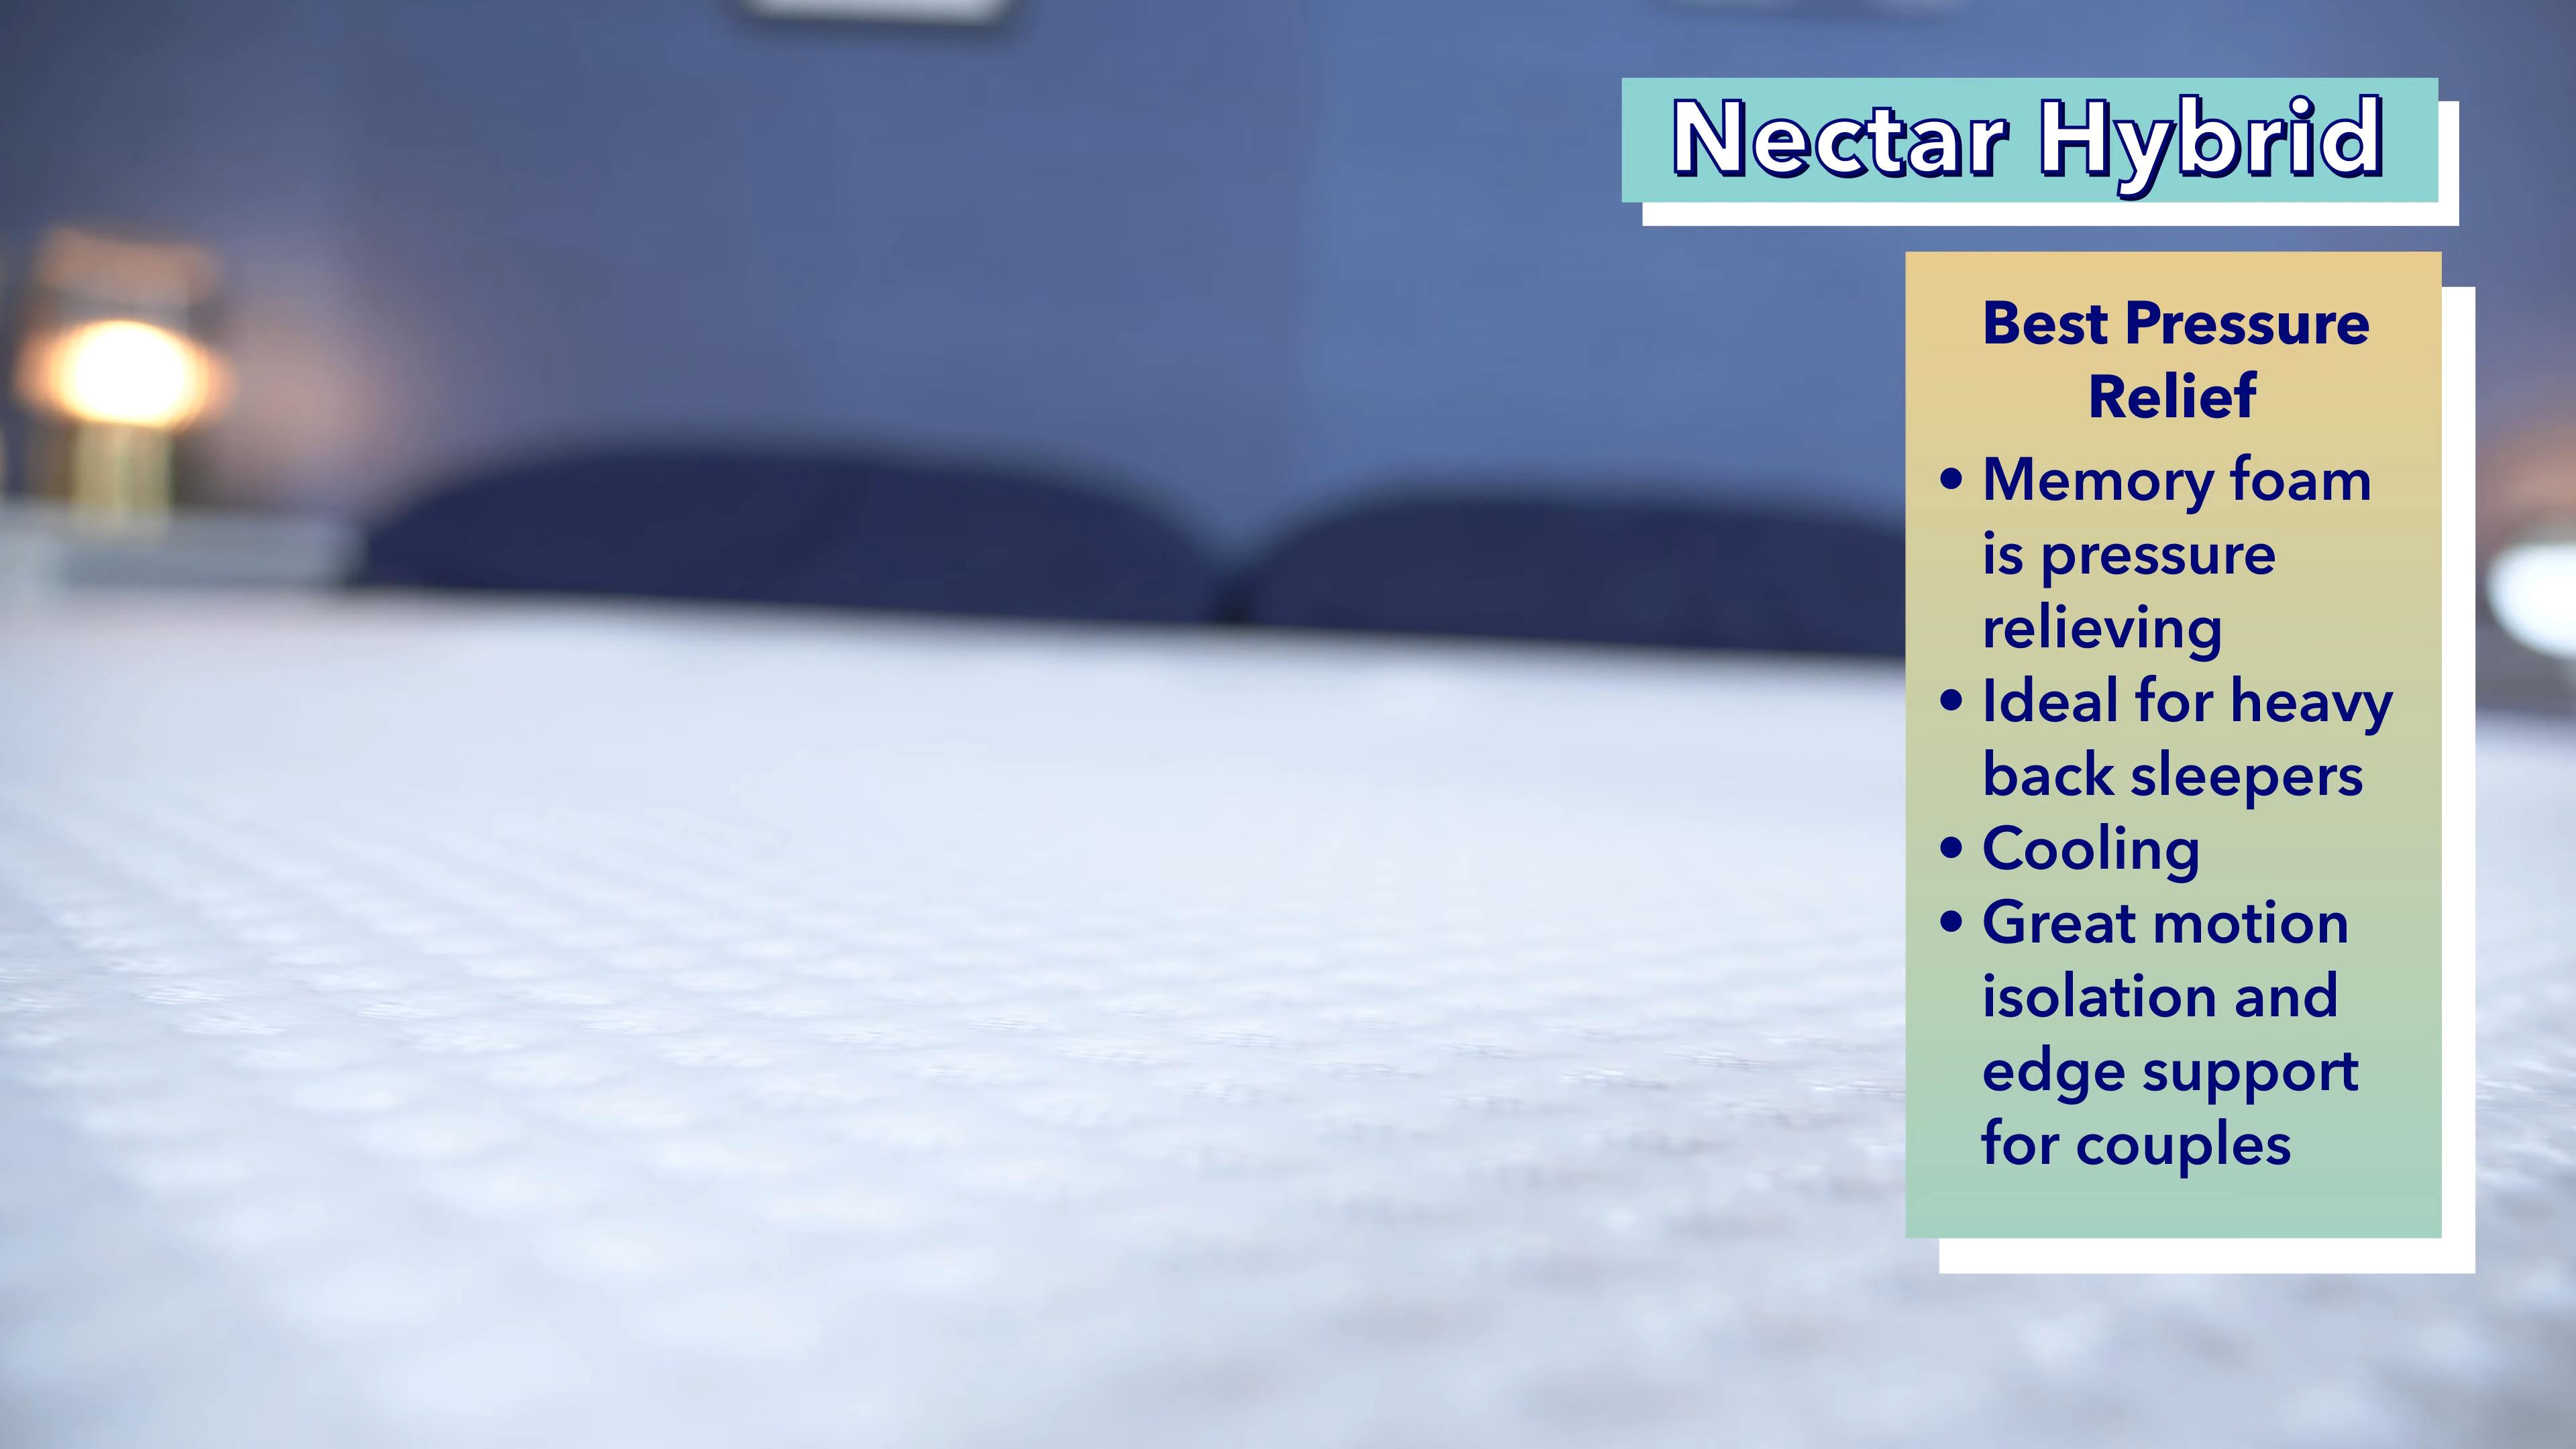 Nectar Hybrid
Best Pressure
Relief
• Memory foam
is pressure
relieving
• Ideal for heavy
back sleepers
• Cooling
• Great motion
isolation and
edge support
for couples